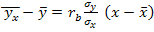 $\overline{y_x} - \bar{y} = r_b \frac{\sigma_y}{\sigma_x} \ (x - \bar{x})$